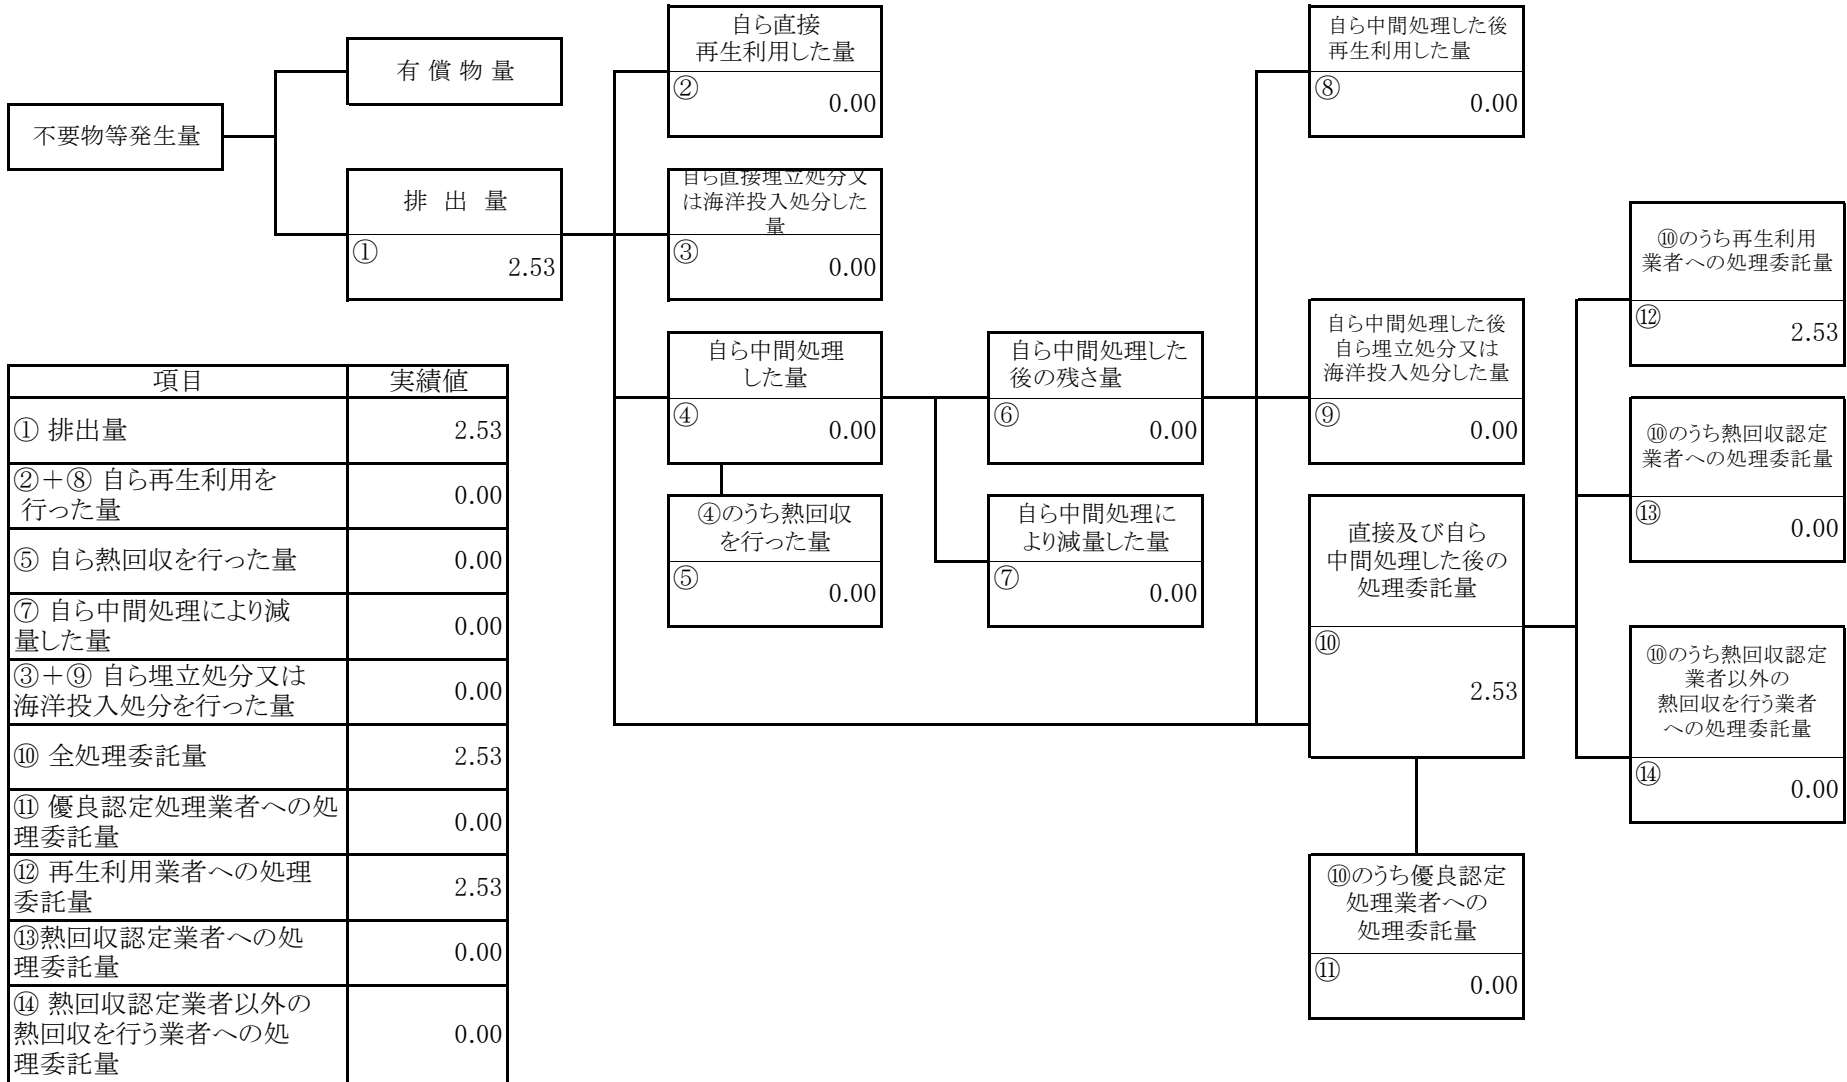 不要物等発生量
有 償 物 量
排 出 量
①
2.53
自ら直接
再生利用した量
②
0.00
自ら直接埋立処分又
は海洋投入処分した
量
③
0.00
自ら中間処理
した量
④
0.00
④のうち熱回収
を行った量
⑤
0.00
自ら中間処理した
後の残さ量
⑥
0.00
自ら中間処理に
より減量した量
⑦
0.00
自ら中間処理した後
再生利用した量
⑧
0.00
自ら中間処理した後
自ら埋立処分又は
海洋投入処分した量
⑨
0.00
直接及び自ら
中間処理した後の
処理委託量
⑩
2.53
⑩のうち優良認定
処理業者への
処理委託量
⑪
0.00
⑩のうち再生利用
業者への処理委託量
⑫
2.53
⑩のうち熱回収認定
業者への処理委託量
⑬
0.00
⑩のうち熱回収認定
業者以外の
熱回収を行う業者
への処理委託量
⑭
0.00
項目 実績値
① 排出量 2.53
②＋⑧ 自ら再生利用を
行った量 0.00
⑤ 自ら熱回収を行った量 0.00
⑦ 自ら中間処理により減
量した量 0.00
③＋⑨ 自ら埋立処分又は
海洋投入処分を行った量 0.00
⑩ 全処理委託量 2.53
⑪ 優良認定処理業者への処
理委託量 0.00
⑫ 再生利用業者への処理
委託量 2.53
⑬熱回収認定業者への処
理委託量 0.00
⑭ 熱回収認定業者以外の
熱回収を行う業者への処
理委託量 0.00